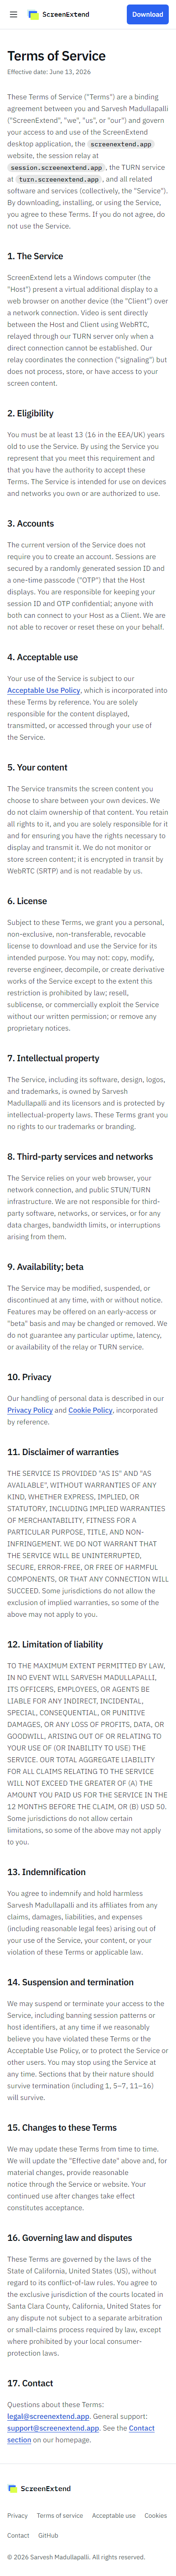 ScreenExtend
Download
Terms of Service
Effective date: June 13, 2026
These Terms of Service ("Terms") are a binding
agreement between you and Sarvesh Madullapalli
("ScreenExtend", "we", "us", or "our") and govern
your access to and use of the ScreenExtend
desktop application, the screenextend.app
website, the session relay at
session.screenextend.app, the TURN service
at turn.screenextend.app, and all related
software and services (collectively, the "Service").
By downloading, installing, or using the Service,
you agree to these Terms. If you do not agree, do
not use the Service.
1. The Service
ScreenExtend lets a Windows computer (the
"Host") present a virtual additional display to a
web browser on another device (the "Client") over
a network connection. Video is sent directly
between the Host and Client using WebRTC,
relayed through our TURN server only when a
direct connection cannot be established. Our
relay coordinates the connection ("signaling") but
does not process, store, or have access to your
screen content.
2. Eligibility
You must be at least 13 (16 in the EEA/UK) years
old to use the Service. By using the Service you
represent that you meet this requirement and
that you have the authority to accept these
Terms. The Service is intended for use on devices
and networks you own or are authorized to use.
3. Accounts
The current version of the Service does not
require you to create an account. Sessions are
secured by a randomly generated session ID and
a one-time passcode ("OTP") that the Host
displays. You are responsible for keeping your
session ID and OTP confidential; anyone with
both can connect to your Host as a Client. We are
not able to recover or reset these on your behalf.
4. Acceptable use
Your use of the Service is subject to our
Acceptable Use Policy, which is incorporated into
these Terms by reference. You are solely
responsible for the content displayed,
transmitted, or accessed through your use of
the Service.
5. Your content
The Service transmits the screen content you
choose to share between your own devices. We
do not claim ownership of that content. You retain
all rights to it, and you are solely responsible for it
and for ensuring you have the rights necessary to
display and transmit it. We do not monitor or
store screen content; it is encrypted in transit by
WebRTC (SRTP) and is not readable by us.
6. License
Subject to these Terms, we grant you a personal,
non-exclusive, non-transferable, revocable
license to download and use the Service for its
intended purpose. You may not: copy, modify,
reverse engineer, decompile, or create derivative
works of the Service except to the extent this
restriction is prohibited by law; resell,
sublicense, or commercially exploit the Service
without our written permission; or remove any
proprietary notices.
7. Intellectual property
The Service, including its software, design, logos,
and trademarks, is owned by Sarvesh
Madullapalli and its licensors and is protected by
intellectual-property laws. These Terms grant you
no rights to our trademarks or branding.
8. Third-party services and networks
The Service relies on your web browser, your
network connection, and public STUN/TURN
infrastructure. We are not responsible for third-
party software, networks, or services, or for any
data charges, bandwidth limits, or interruptions
arising from them.
9. Availability; beta
The Service may be modified, suspended, or
discontinued at any time, with or without notice.
Features may be offered on an early-access or
"beta" basis and may be changed or removed. We
do not guarantee any particular uptime, latency,
or availability of the relay or TURN service.
10. Privacy
Our handling of personal data is described in our
Privacy Policy and Cookie Policy, incorporated
by reference.
11. Disclaimer of warranties
THE SERVICE IS PROVIDED "AS IS" AND "AS
AVAILABLE", WITHOUT WARRANTIES OF ANY
KIND, WHETHER EXPRESS, IMPLIED, OR
STATUTORY, INCLUDING IMPLIED WARRANTIES
OF MERCHANTABILITY, FITNESS FOR A
PARTICULAR PURPOSE, TITLE, AND NON-
INFRINGEMENT. WE DO NOT WARRANT THAT
THE SERVICE WILL BE UNINTERRUPTED,
SECURE, ERROR-FREE, OR FREE OF HARMFUL
COMPONENTS, OR THAT ANY CONNECTION WILL
SUCCEED. Some jurisdictions do not allow the
exclusion of implied warranties, so some of the
above may not apply to you.
12. Limitation of liability
TO THE MAXIMUM EXTENT PERMITTED BY LAW,
IN NO EVENT WILL SARVESH MADULLAPALLI,
ITS OFFICERS, EMPLOYEES, OR AGENTS BE
LIABLE FOR ANY INDIRECT, INCIDENTAL,
SPECIAL, CONSEQUENTIAL, OR PUNITIVE
DAMAGES, OR ANY LOSS OF PROFITS, DATA, OR
GOODWILL, ARISING OUT OF OR RELATING TO
YOUR USE OF (OR INABILITY TO USE) THE
SERVICE. OUR TOTAL AGGREGATE LIABILITY
FOR ALL CLAIMS RELATING TO THE SERVICE
WILL NOT EXCEED THE GREATER OF (A) THE
AMOUNT YOU PAID US FOR THE SERVICE IN THE
12 MONTHS BEFORE THE CLAIM, OR (B) USD 50.
Some jurisdictions do not allow certain
limitations, so some of the above may not apply
to you.
13. Indemnification
You agree to indemnify and hold harmless
Sarvesh Madullapalli and its affiliates from any
claims, damages, liabilities, and expenses
(including reasonable legal fees) arising out of
your use of the Service, your content, or your
violation of these Terms or applicable law.
14. Suspension and termination
We may suspend or terminate your access to the
Service, including banning session patterns or
host identifiers, at any time if we reasonably
believe you have violated these Terms or the
Acceptable Use Policy, or to protect the Service or
other users. You may stop using the Service at
any time. Sections that by their nature should
survive termination (including 1, 5–7, 11–16)
will survive.
15. Changes to these Terms
We may update these Terms from time to time.
We will update the "Effective date" above and, for
material changes, provide reasonable
notice through the Service or website. Your
continued use after changes take effect
constitutes acceptance.
16. Governing law and disputes
These Terms are governed by the laws of the
State of California, United States (US), without
regard to its conflict-of-law rules. You agree to
the exclusive jurisdiction of the courts located in
Santa Clara County, California, United States for
any dispute not subject to a separate arbitration
or small-claims process required by law, except
where prohibited by your local consumer-
protection laws.
17. Contact
Questions about these Terms:
legal@screenextend.app. General support:
support@screenextend.app. See the Contact
section on our homepage.
ScreenExtend
Privacy Terms of service Acceptable use Cookies
Contact GitHub
© 2026 Sarvesh Madullapalli. All rights reserved.